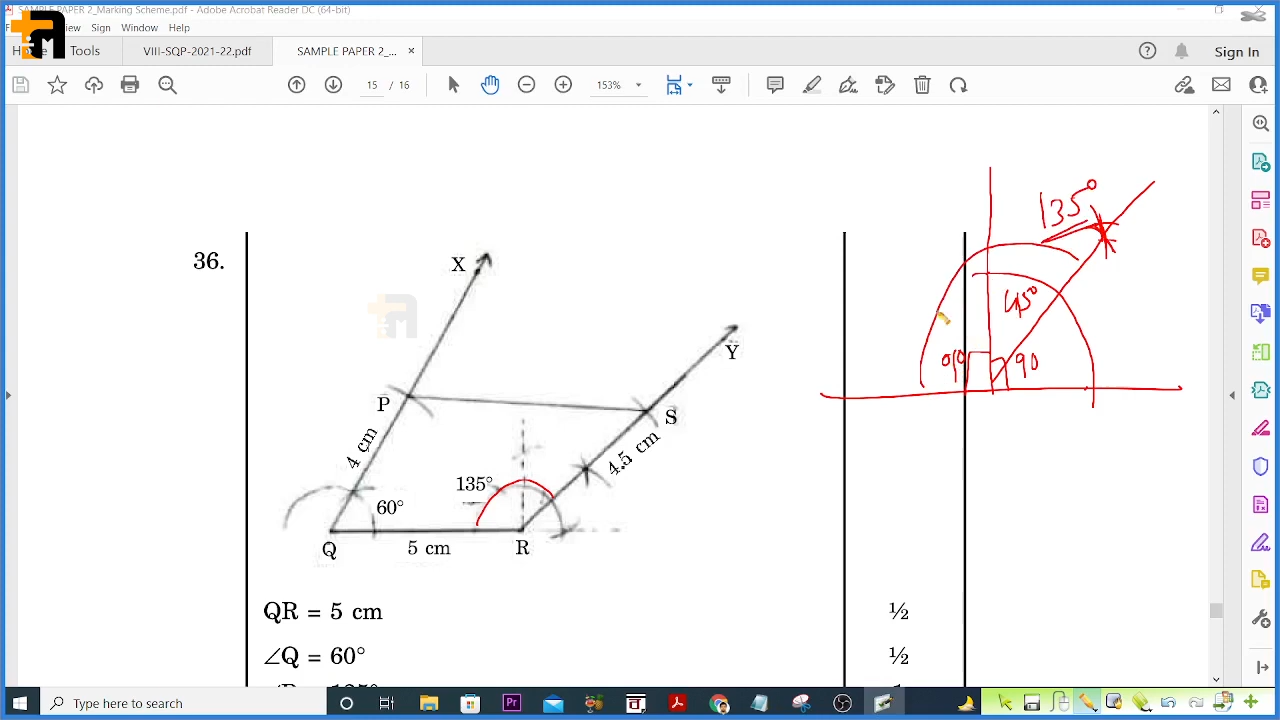 SAMPLE PAPER 2_Marking Scheme.pdf - Adobe Acrobat Reader DC (64-bit)
Sign Window Help
Tools VIII-SQP-2021-22.pdf SAMPLE PAPER 2_... × Sign In
15 / 16 153%
135°
36.
X
45°
90 90
Y
P
S
4 cm
4.5 cm
135°
60°
Q 5 cm R
QR = 5 cm ½
∠Q = 60° ½
Type here to search